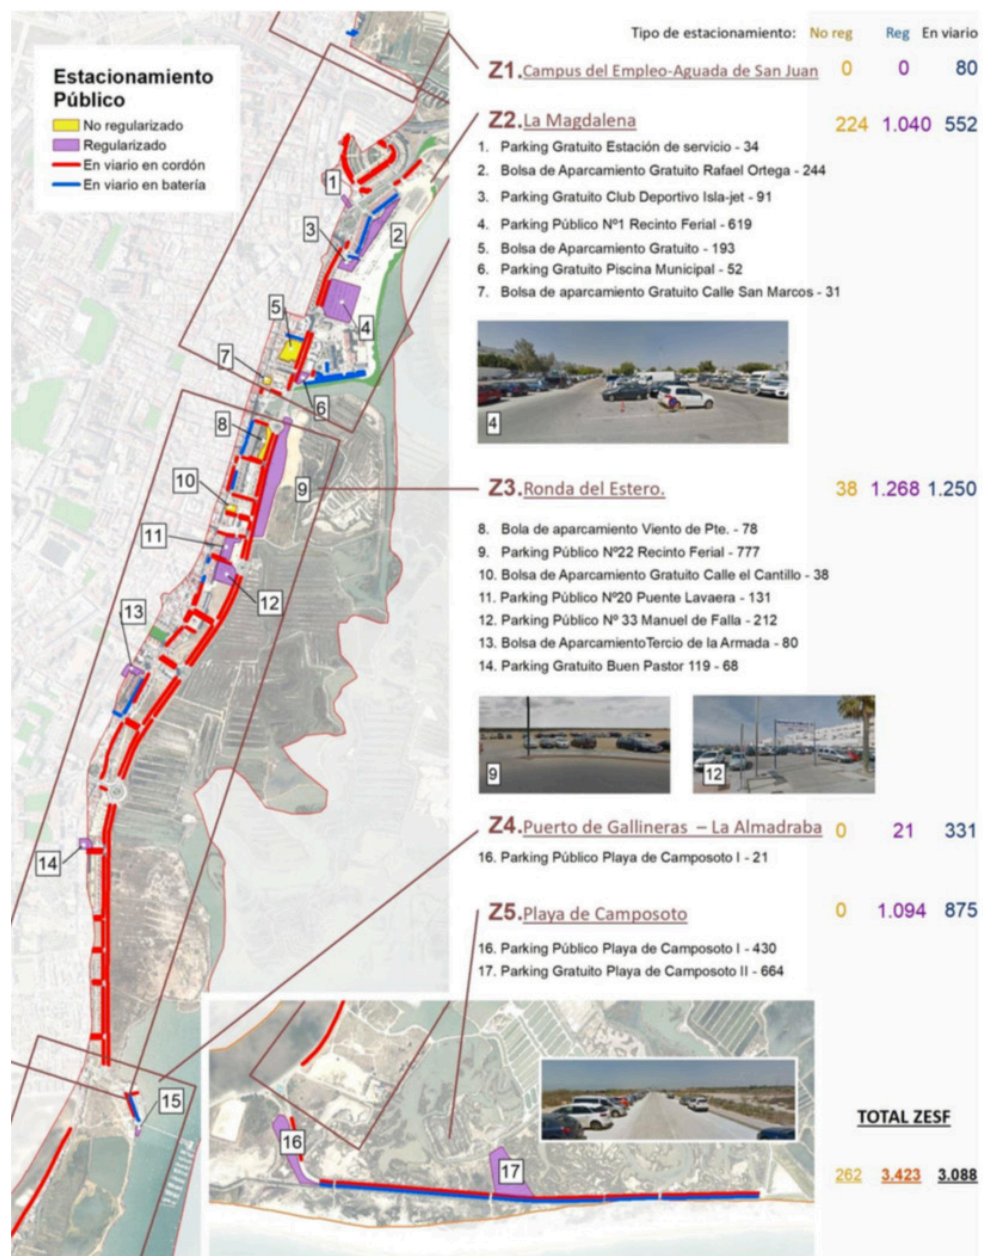 Tipo de estacionamiento: No reg Reg En viario
Estacionamiento
Público
No regularizado
Regularizado
En viario en cordón
En viario en batería
Z1.Campus del Empleo-Aguada de San Juan 0 0 80
Z2.La Magdalena 224 1.040 552
1. Parking Gratuito Estación de servicio - 34
2. Bolsa de Aparcamiento Gratuito Rafael Ortega - 244
3. Parking Gratuito Club Deportivo Isla-jet - 91
4. Parking Público Nº1 Recinto Ferial - 619
5. Bolsa de Aparcamiento Gratuito - 193
6. Parking Gratuito Piscina Municipal - 52
7. Bolsa de aparcamiento Gratuito Calle San Marcos - 31
4
Z3.Ronda del Estero. 38 1.268 1.250
8. Bola de aparcamiento Viento de Pte. - 78
9. Parking Público Nº22 Recinto Ferial - 777
10. Bolsa de Aparcamiento Gratuito Calle el Cantillo - 38
11. Parking Público Nº20 Puente Lavaera - 131
12. Parking Público Nº 33 Manuel de Falla - 212
13. Bolsa de AparcamientoTercio de la Armada - 80
14. Parking Gratuito Buen Pastor 119 - 68
9
12
Z4.Puerto de Gallineras – La Almadraba 0 21 331
16. Parking Público Playa de Camposoto I - 21
Z5.Playa de Camposoto 0 1.094 875
16. Parking Público Playa de Camposoto I - 430
17. Parking Gratuito Playa de Camposoto II - 664
TOTAL ZESF
262 3.423 3.088
1
2
3
4
5
6
7
8
9
10
11
12
13
14
15
16
17